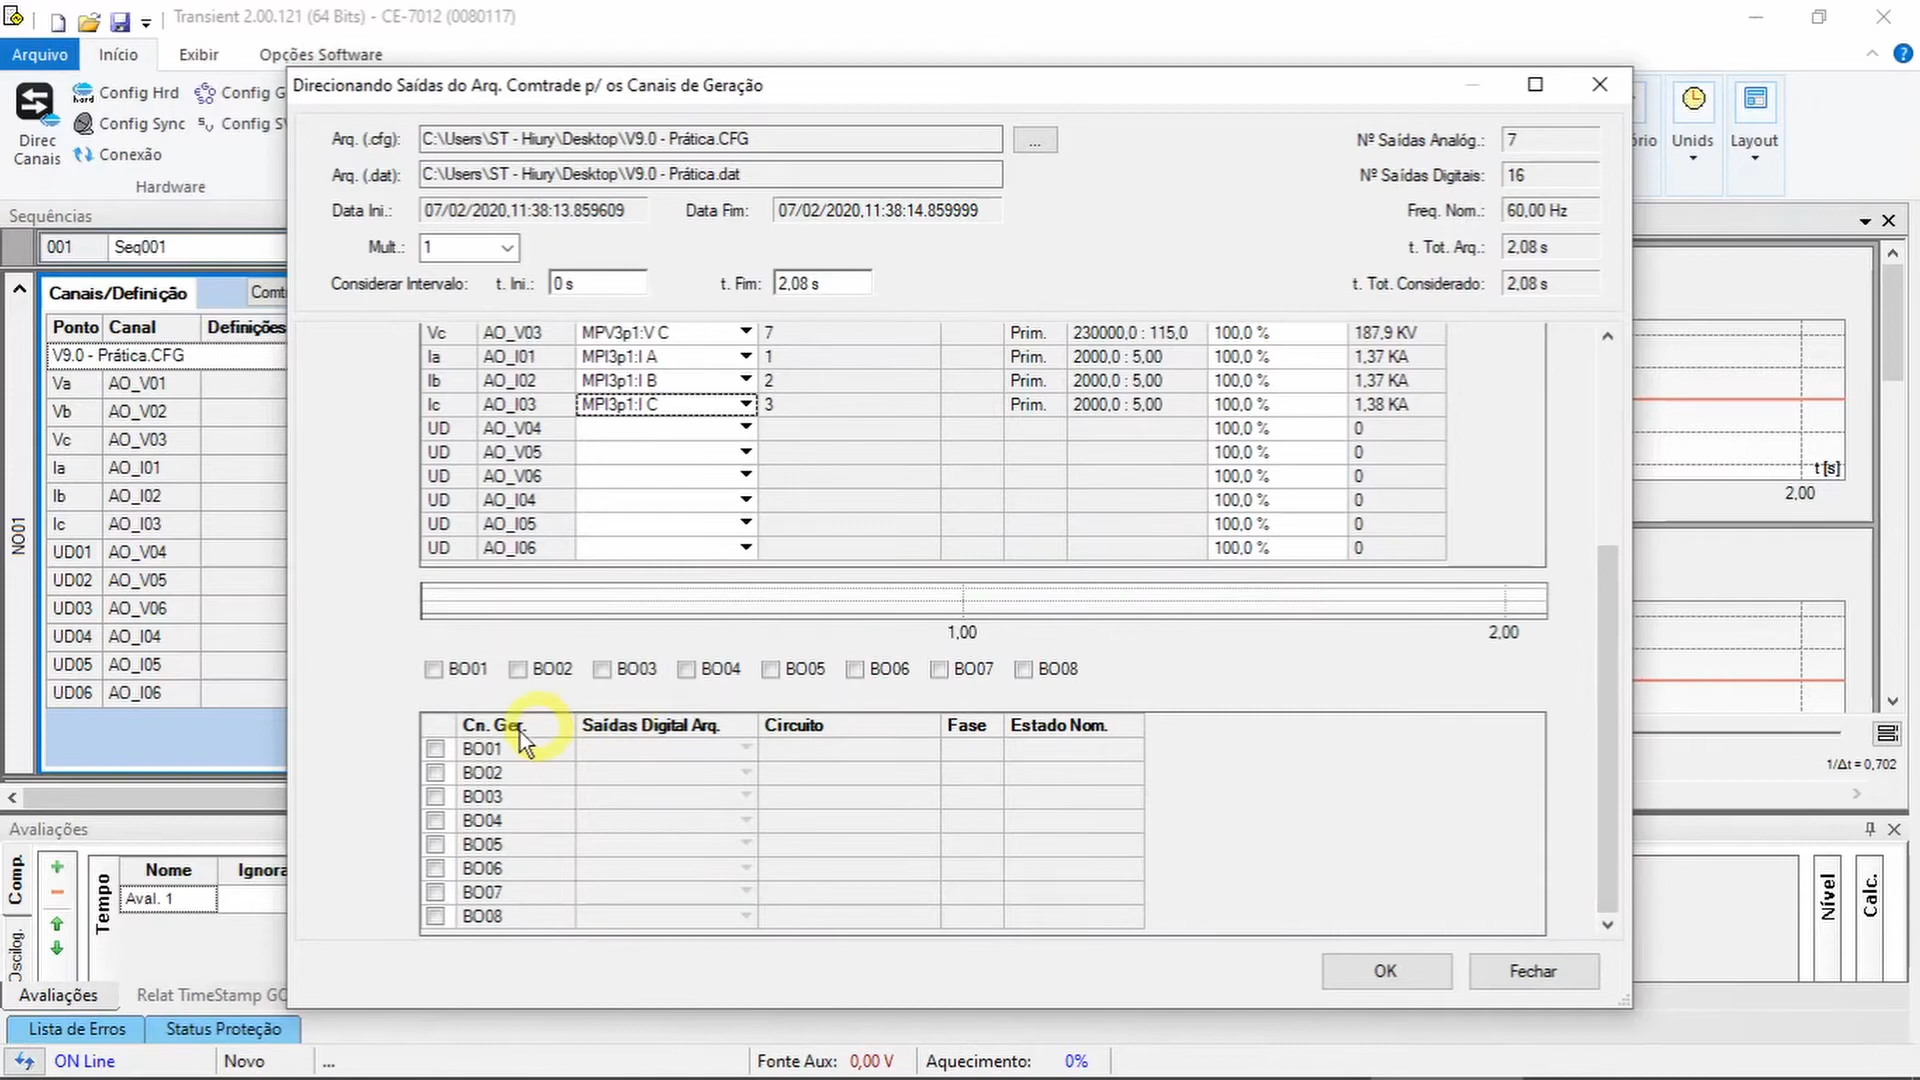 Transient 2.00.121 (64 Bits) - CE-7012 (0080117)
Arquivo Início Exibir Opções Software
Direc Canais
Config Hrd
Config Sync
Conexão
Config G
Config S
Hardware
Unids
Layout
Direcionando Saídas do Arq. Comtrade p/ os Canais de Geração
Arq. (.cfg): C:\Users\ST - Hiury\Desktop\V9.0 - Prática.CFG ... Nº Saídas Analóg.: 7
Arq. (.dat): C:\Users\ST - Hiury\Desktop\V9.0 - Prática.dat Nº Saídas Digitais: 16
Data Ini.: 07/02/2020,11:38:13.859609 Data Fim: 07/02/2020,11:38:14.859999 Freq. Nom.: 60,00 Hz
Mult.: 1 t. Tot. Arq.: 2,08 s
Considerar Intervalo: t. Ini.: 0 s t. Fim: 2,08 s t. Tot. Considerado: 2,08 s
Vc AO_V03 MPV3p1:V C 7 Prim. 230000,0 : 115,0 100,0 % 187,9 KV
Ia AO_I01 MPI3p1:I A 1 Prim. 2000,0 : 5,00 100,0 % 1,37 KA
Ib AO_I02 MPI3p1:I B 2 Prim. 2000,0 : 5,00 100,0 % 1,37 KA
Ic AO_I03 MPI3p1:I C 3 Prim. 2000,0 : 5,00 100,0 % 1,38 KA
UD AO_V04 100,0 % 0
UD AO_V05 100,0 % 0
UD AO_V06 100,0 % 0
UD AO_I04 100,0 % 0
UD AO_I05 100,0 % 0
UD AO_I06 100,0 % 0
1,00 2,00
BO01 BO02 BO03 BO04 BO05 BO06 BO07 BO08
Cn. Ger. Saídas Digital Arq. Circuito Fase Estado Nom.
BO01
BO02
BO03
BO04
BO05
BO06
BO07
BO08
OK Fechar
Sequências
001 Seq001
Canais/Definição Comt
Ponto Canal Definições
V9.0 - Prática.CFG
Va AO_V01
Vb AO_V02
Vc AO_V03
Ia AO_I01
Ib AO_I02
Ic AO_I03
UD01 AO_V04
UD02 AO_V05
UD03 AO_V06
UD04 AO_I04
UD05 AO_I05
UD06 AO_I06
NO01
t [s]
2,00
1/Δt = 0,702
Avaliações
Comp.
Oscilog.
Tempo
Nome Ignora
Aval. 1
Nível
Calc.
Avaliações Relat TimeStamp GO
Lista de Erros Status Proteção
ON Line Novo ... Fonte Aux: 0,00 V Aquecimento: 0%